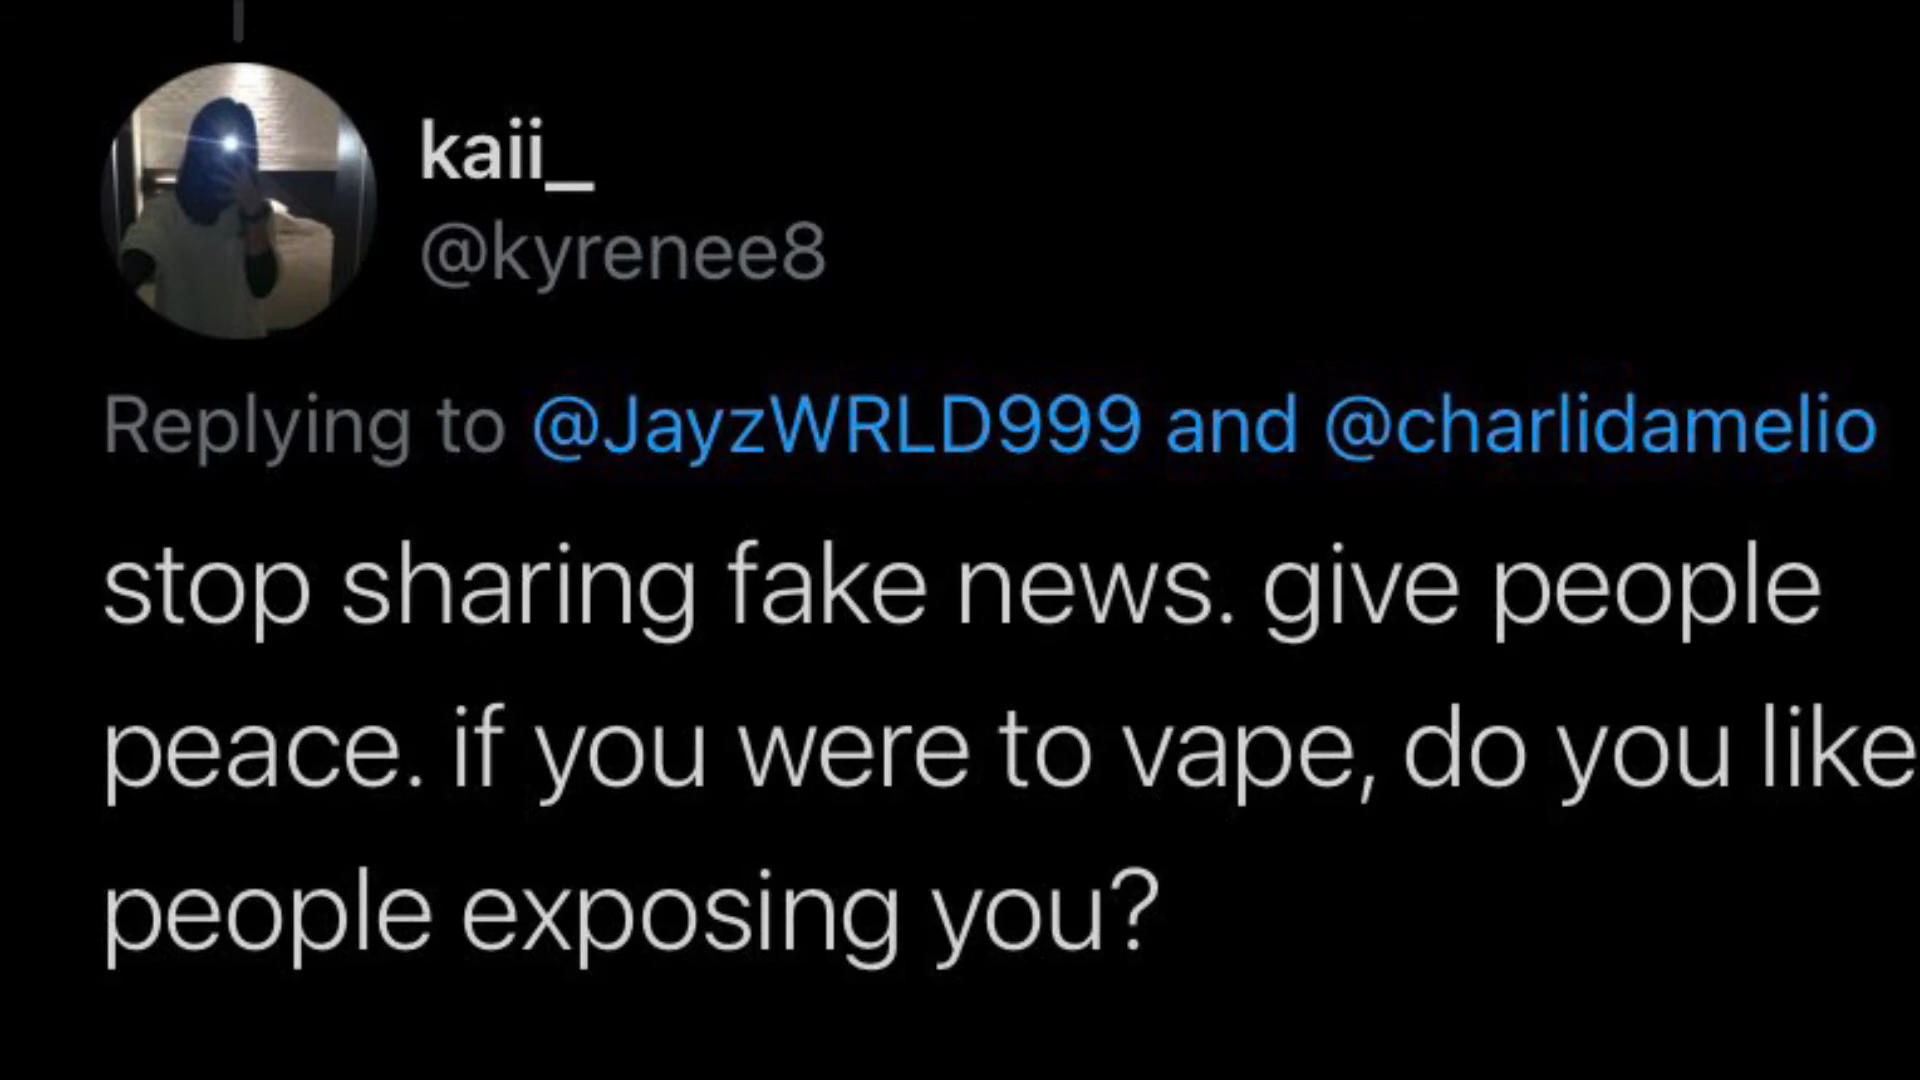 kaii_
@kyrenee8
Replying to @JayzWRLD999 and @charlidamelio
stop sharing fake news. give people
peace. if you were to vape, do you like
people exposing you?